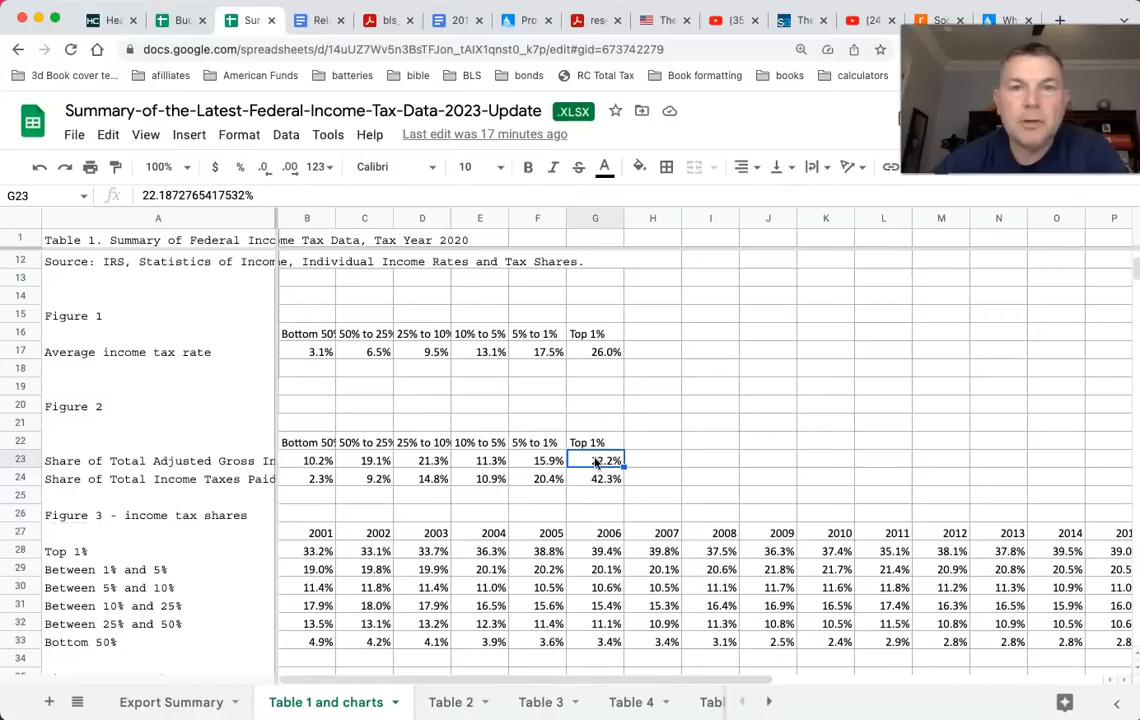 Hea Buc Sur Rel bls_ 201 Pro res The (35 The (24 Soc Wh
docs.google.com/spreadsheets/d/14uUZ7Wv5n3BsTFJon_tAIX1qnst0_k7p/edit#gid=673742279
3d Book cover te... afilliates American Funds batteries bible BLS bonds RC Total Tax Book formatting books calculators
Summary-of-the-Latest-Federal-Income-Tax-Data-2023-Update .XLSX
File Edit View Insert Format Data Tools Help Last edit was 17 minutes ago
100% $ % .0 .00 123 Calibri 10 B I S A
G23 fx 22.1872765417532%
A B C D E F G H I J K L M N O P
1 Table 1. Summary of Federal Income Tax Data, Tax Year 2020
12 Source: IRS, Statistics of Income, Individual Income Rates and Tax Shares.
13
14
15 Figure 1
16 Bottom 50% 50% to 25% 25% to 10% 10% to 5% 5% to 1% Top 1%
17 Average income tax rate 3.1% 6.5% 9.5% 13.1% 17.5% 26.0%
18
19
20 Figure 2
21
22 Bottom 50% 50% to 25% 25% to 10% 10% to 5% 5% to 1% Top 1%
23 Share of Total Adjusted Gross In 10.2% 19.1% 21.3% 11.3% 15.9% 22.2%
24 Share of Total Income Taxes Paid 2.3% 9.2% 14.8% 10.9% 20.4% 42.3%
25
26 Figure 3 - income tax shares
27 2001 2002 2003 2004 2005 2006 2007 2008 2009 2010 2011 2012 2013 2014 201
28 Top 1% 33.2% 33.1% 33.7% 36.3% 38.8% 39.4% 39.8% 37.5% 36.3% 37.4% 35.1% 38.1% 37.8% 39.5% 39.0
29 Between 1% and 5% 19.0% 19.8% 19.9% 20.1% 20.2% 20.1% 20.1% 20.6% 21.8% 21.7% 21.4% 20.9% 20.8% 20.5% 20.5
30 Between 5% and 10% 11.4% 11.8% 11.4% 11.0% 10.5% 10.6% 10.5% 11.1% 11.7% 11.6% 11.8% 11.2% 11.3% 10.9% 11.0
31 Between 10% and 25% 17.9% 18.0% 17.9% 16.5% 15.6% 15.4% 15.3% 16.4% 16.9% 16.5% 17.4% 16.3% 16.5% 15.9% 16.0
32 Between 25% and 50% 13.5% 13.1% 13.2% 12.3% 11.4% 11.1% 10.9% 11.3% 10.8% 10.5% 11.5% 10.8% 10.9% 10.5% 10.6
33 Bottom 50% 4.9% 4.2% 4.1% 3.9% 3.6% 3.4% 3.4% 3.1% 2.5% 2.4% 2.9% 2.8% 2.8% 2.8% 2.8
34
Export Summary Table 1 and charts Table 2 Table 3 Table 4 Tabl